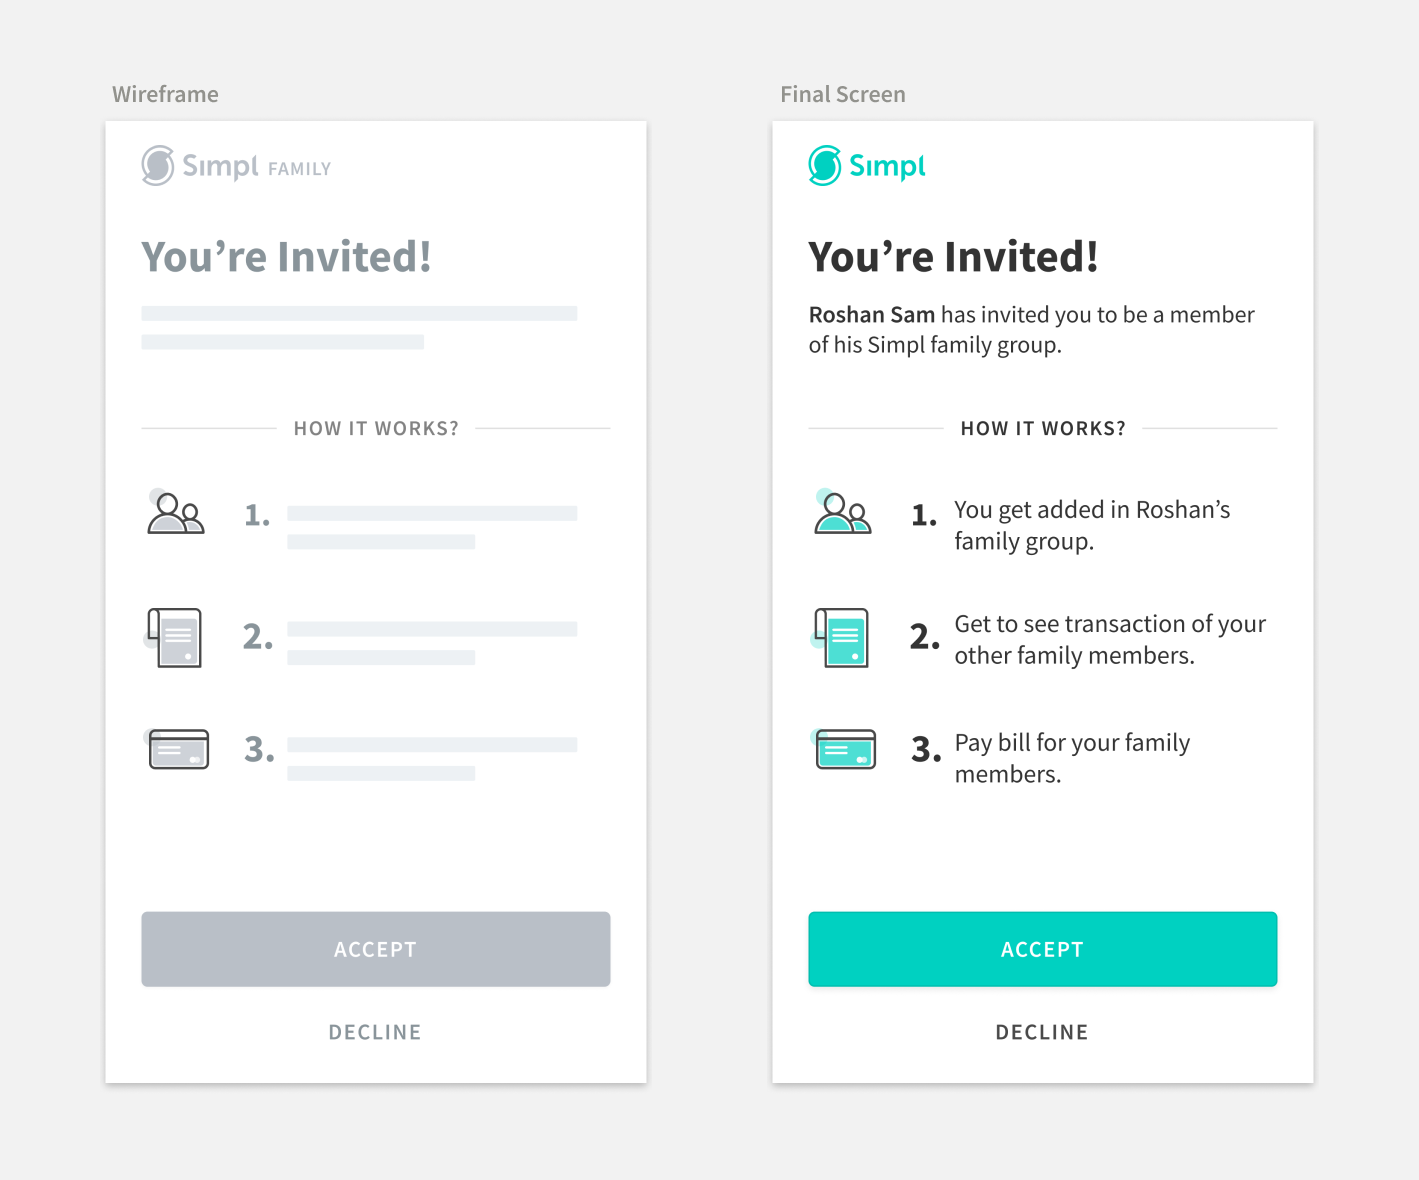 Wireframe
Simpl FAMILY
You're Invited!
HOW IT WORKS?
1.
2.
3.
ACCEPT
DECLINE
Final Screen
Simpl
You're Invited!
Roshan Sam has invited you to be a member
of his Simpl family group.
HOW IT WORKS?
1. You get added in Roshan's
family group.
2. Get to see transaction of your
other family members.
3. Pay bill for your family
members.
ACCEPT
DECLINE